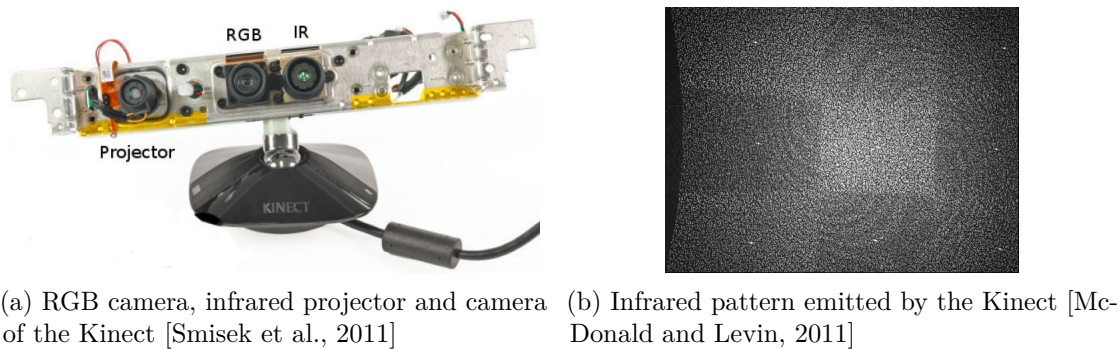 RGB
IR
Projector
KINECT
(a) RGB camera, infrared projector and camera
of the Kinect [Smisek et al., 2011]
(b) Infrared pattern emitted by the Kinect [Mc-
Donald and Levin, 2011]